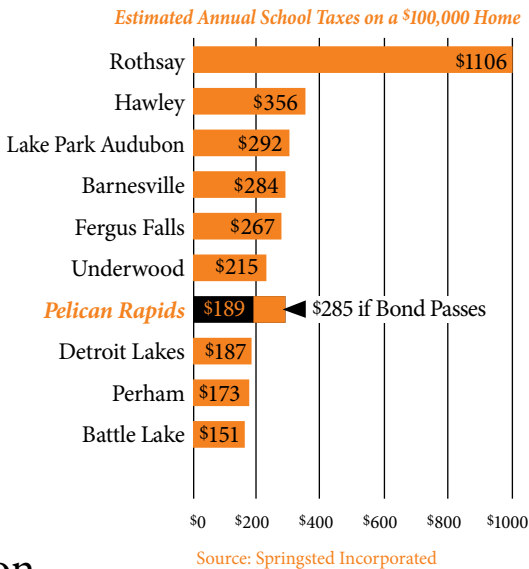 Estimated Annual School Taxes on a $100,000 Home
Rothsay $1106
Hawley $356
Lake Park Audubon $292
Barnesville $284
Fergus Falls $267
Underwood $215
Pelican Rapids $189 $285 if Bond Passes
Detroit Lakes $187
Perham $173
Battle Lake $151
$0 $200 $400 $600 $800 $1000
Source: Springsted Incorporated